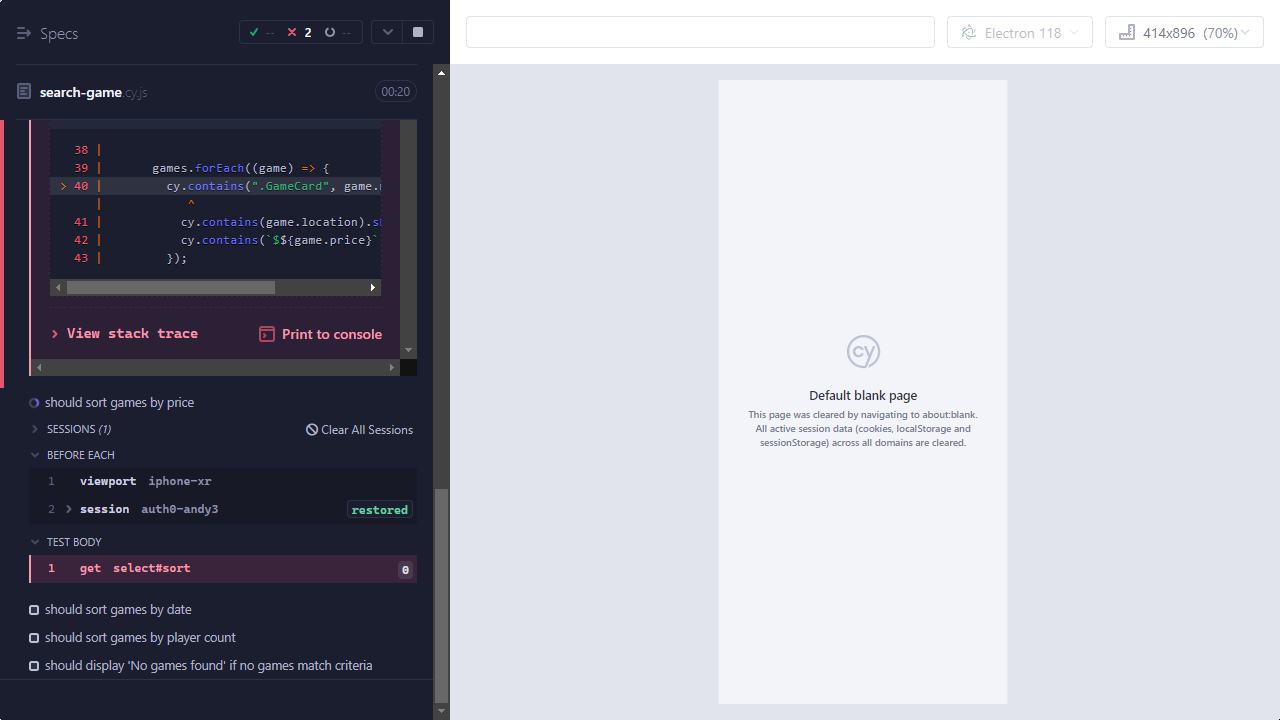 Specs
--
2
--
Electron 118
414x896 (70%)
search-game.cy.js
00:20
38 |
39 | games.forEach((game) => {
> 40 | cy.contains(".GameCard", game.
| ^
41 | cy.contains(game.location).s
42 | cy.contains(`$${game.price}`
43 | });
View stack trace
Print to console
should sort games by price
SESSIONS (1)
Clear All Sessions
BEFORE EACH
1 viewport iphone-xr
2 session auth0-andy3
restored
TEST BODY
1 get select#sort
0
should sort games by date
should sort games by player count
should display 'No games found' if no games match criteria
cy
Default blank page
This page was cleared by navigating to about:blank.
All active session data (cookies, localStorage and
sessionStorage) across all domains are cleared.